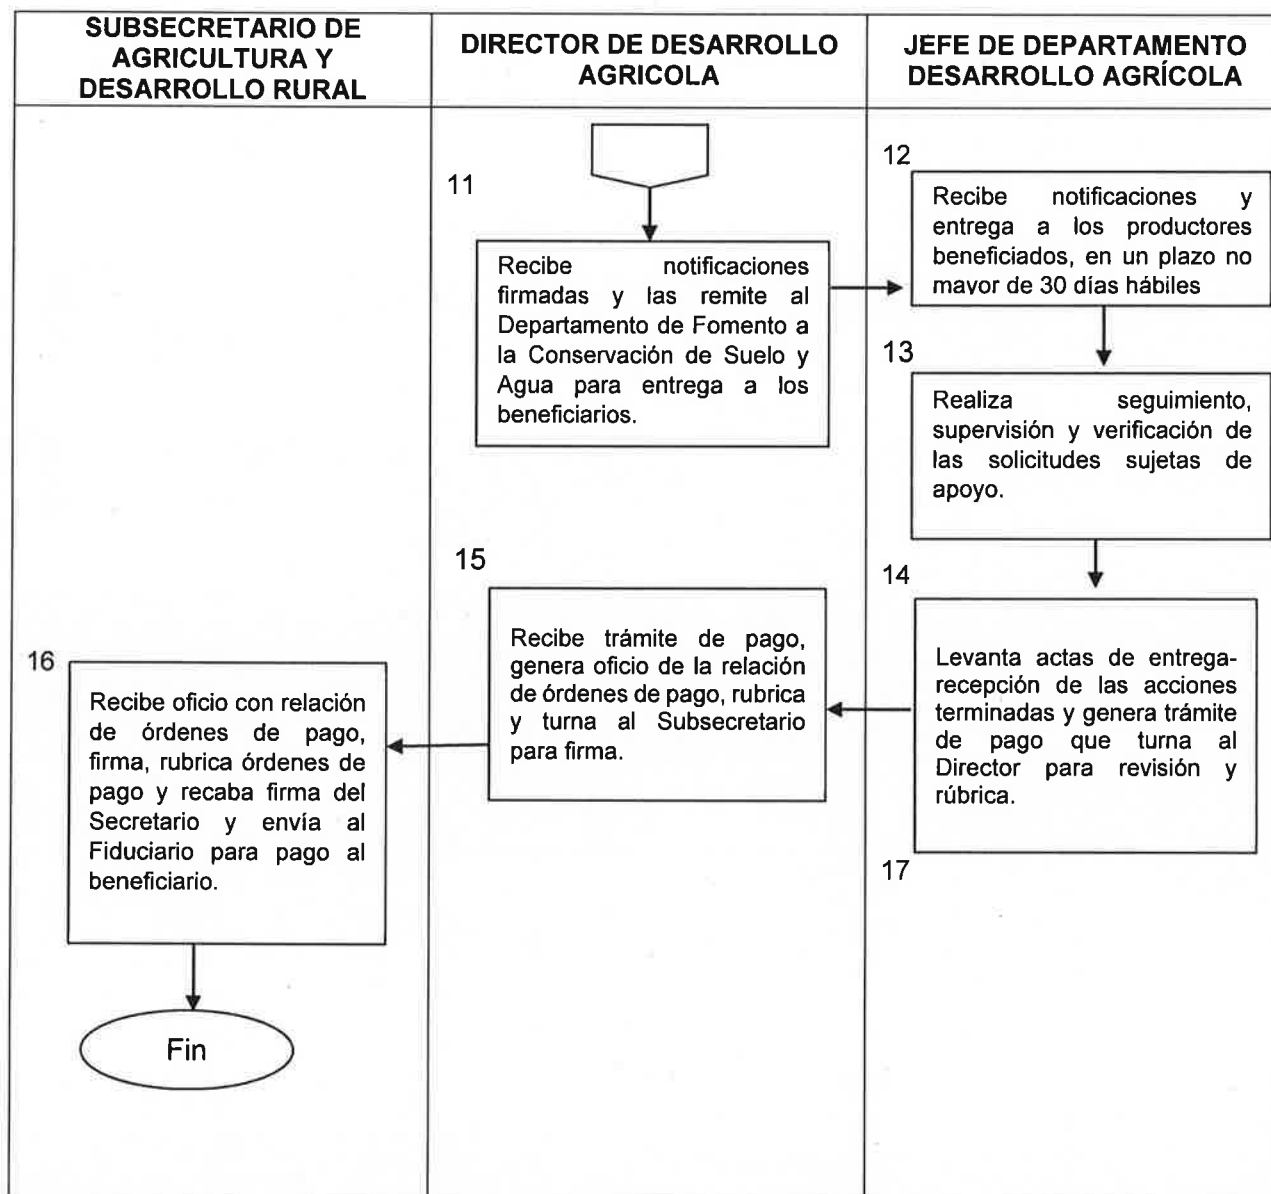 SUBSECRETARIO DE
AGRICULTURA Y
DESARROLLO RURAL
DIRECTOR DE DESARROLLO
AGRICOLA
JEFE DE DEPARTAMENTO
DESARROLLO AGRÍCOLA
11
Recibe notificaciones
firmadas y las remite al
Departamento de Fomento a
la Conservación de Suelo y
Agua para entrega a los
beneficiarios.
12
Recibe notificaciones y
entrega a los productores
beneficiados, en un plazo no
mayor de 30 días hábiles
13
Realiza seguimiento,
supervisión y verificación de
las solicitudes sujetas de
apoyo.
14
Levanta actas de entrega-
recepción de las acciones
terminadas y genera trámite
de pago que turna al
Director para revisión y
rúbrica.
15
Recibe trámite de pago,
genera oficio de la relación
de órdenes de pago, rubrica
y turna al Subsecretario
para firma.
16
Recibe oficio con relación
de órdenes de pago,
firma, rubrica órdenes de
pago y recaba firma del
Secretario y envía al
Fiduciario para pago al
beneficiario.
17
Fin